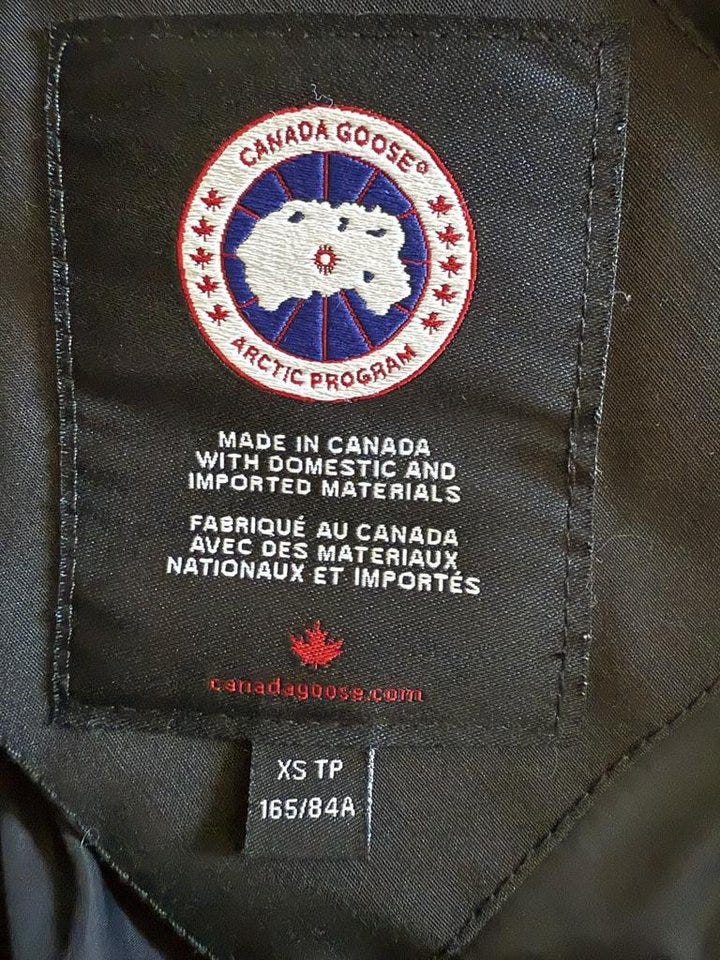 CANADA GOOSE®
ARCTIC PROGRAM
MADE IN CANADA
WITH DOMESTIC AND
IMPORTED MATERIALS
FABRIQUÉ AU CANADA
AVEC DES MATERIAUX
NATIONAUX ET IMPORTÉS
canadagoose.com
XS TP
165/84A